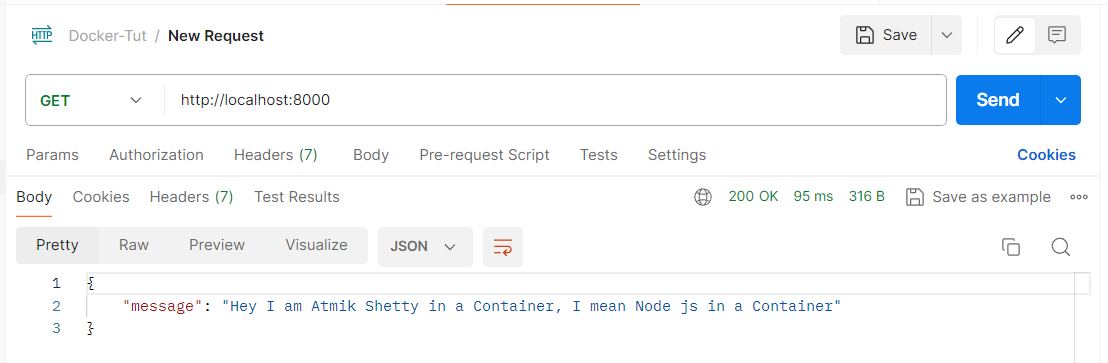 HTTP Docker-Tut / New Request Save
GET http://localhost:8000 Send
Params Authorization Headers (7) Body Pre-request Script Tests Settings Cookies
Body Cookies Headers (7) Test Results 200 OK 95 ms 316 B Save as example
Pretty Raw Preview Visualize JSON
1 {
2 "message": "Hey I am Atmik Shetty in a Container, I mean Node js in a Container"
3 }